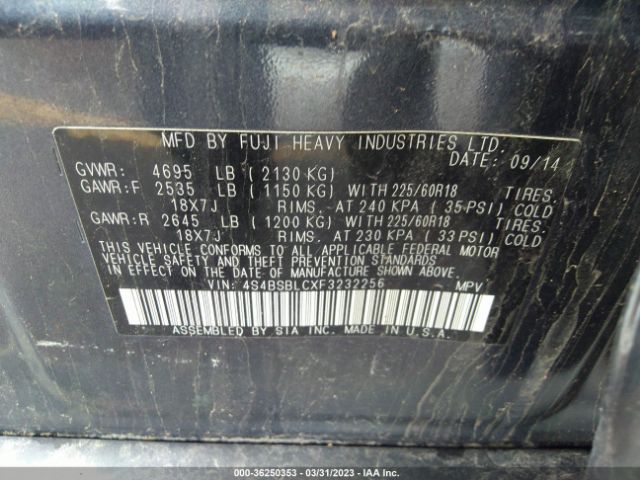 MFD BY FUJI HEAVY INDUSTRIES LTD.
DATE: 09/14
GVWR: 4695 LB ( 2130 KG)
GAWR:F 2535 LB ( 1150 KG) WITH 225/60R18 TIRES.
18X7J RIMS. AT 240 KPA ( 35-PSI) COLD
GAWR:R 2645 LB ( 1200 KG) WITH 225/60R18 TIRES.
18X7J RIMS. AT 230 KPA ( 33 PSI) COLD
THIS VEHICLE CONFORMS TO ALL APPLICABLE FEDERAL MOTOR
VEHICLE SAFETY AND THEFT PREVENTION STANDARDS IN EFFECT
ON THE DATE OF MANUFACTURE SHOWN ABOVE.
VIN: 4S4BSBLCXF3232256 MPV
ASSEMBLED BY SIA INC. MADE IN U.S.A.
000-36250353 — 03/31/2023 — IAA Inc.